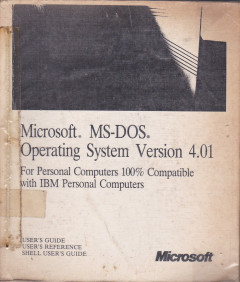 Microsoft® MS-DOS®
Operating System Version 4.01
For Personal Computers 100% Compatible
with IBM Personal Computers
USER'S GUIDE
USER'S REFERENCE
SHELL USER'S GUIDE
Microsoft